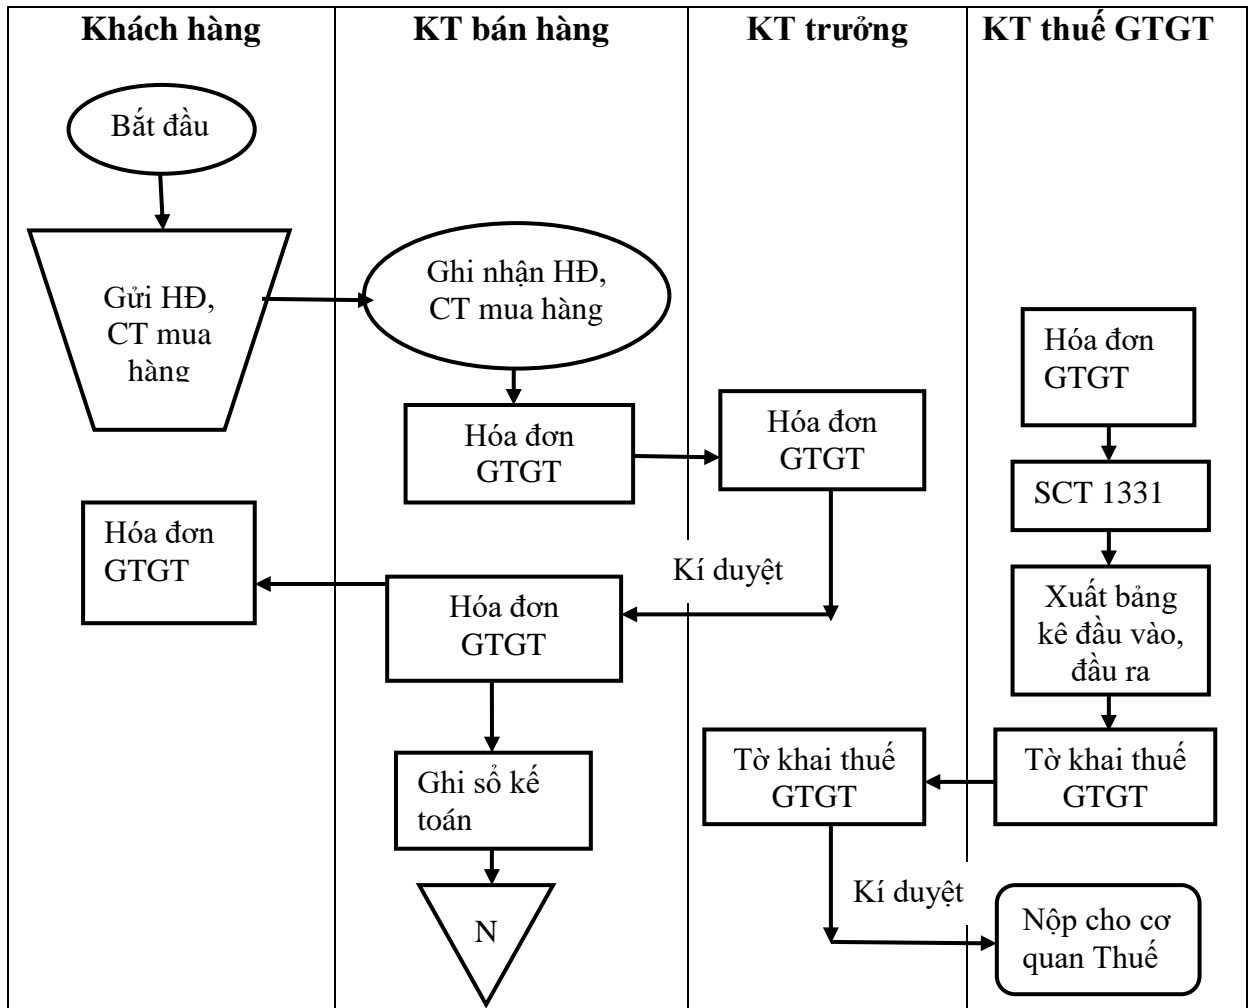 Khách hàng
KT bán hàng
KT trưởng
KT thuế GTGT
Bắt đầu
Gửi HĐ,
CT mua
hàng
Ghi nhận HĐ,
CT mua hàng
Hóa đơn
GTGT
Hóa đơn
GTGT
Hóa đơn
GTGT
SCT 1331
Hóa đơn
GTGT
Kí duyệt
Hóa đơn
GTGT
Xuất bảng
kê đầu vào,
đầu ra
Ghi sổ kế
toán
Tờ khai thuế
GTGT
Tờ khai thuế
GTGT
Kí duyệt
N
Nộp cho cơ
quan Thuế